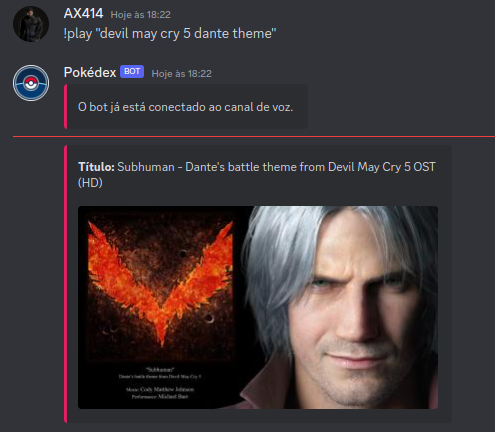 AX414 Hoje às 18:22
!play "devil may cry 5 dante theme"
Pokédex BOT Hoje às 18:22
O bot já está conectado ao canal de voz.
Título: Subhuman - Dante's battle theme from Devil May Cry 5 OST
(HD)
"Subhuman"
Dante's battle theme from Devil May Cry 5
Music: Cody Matthew Johnson
Performance: Michael Barr